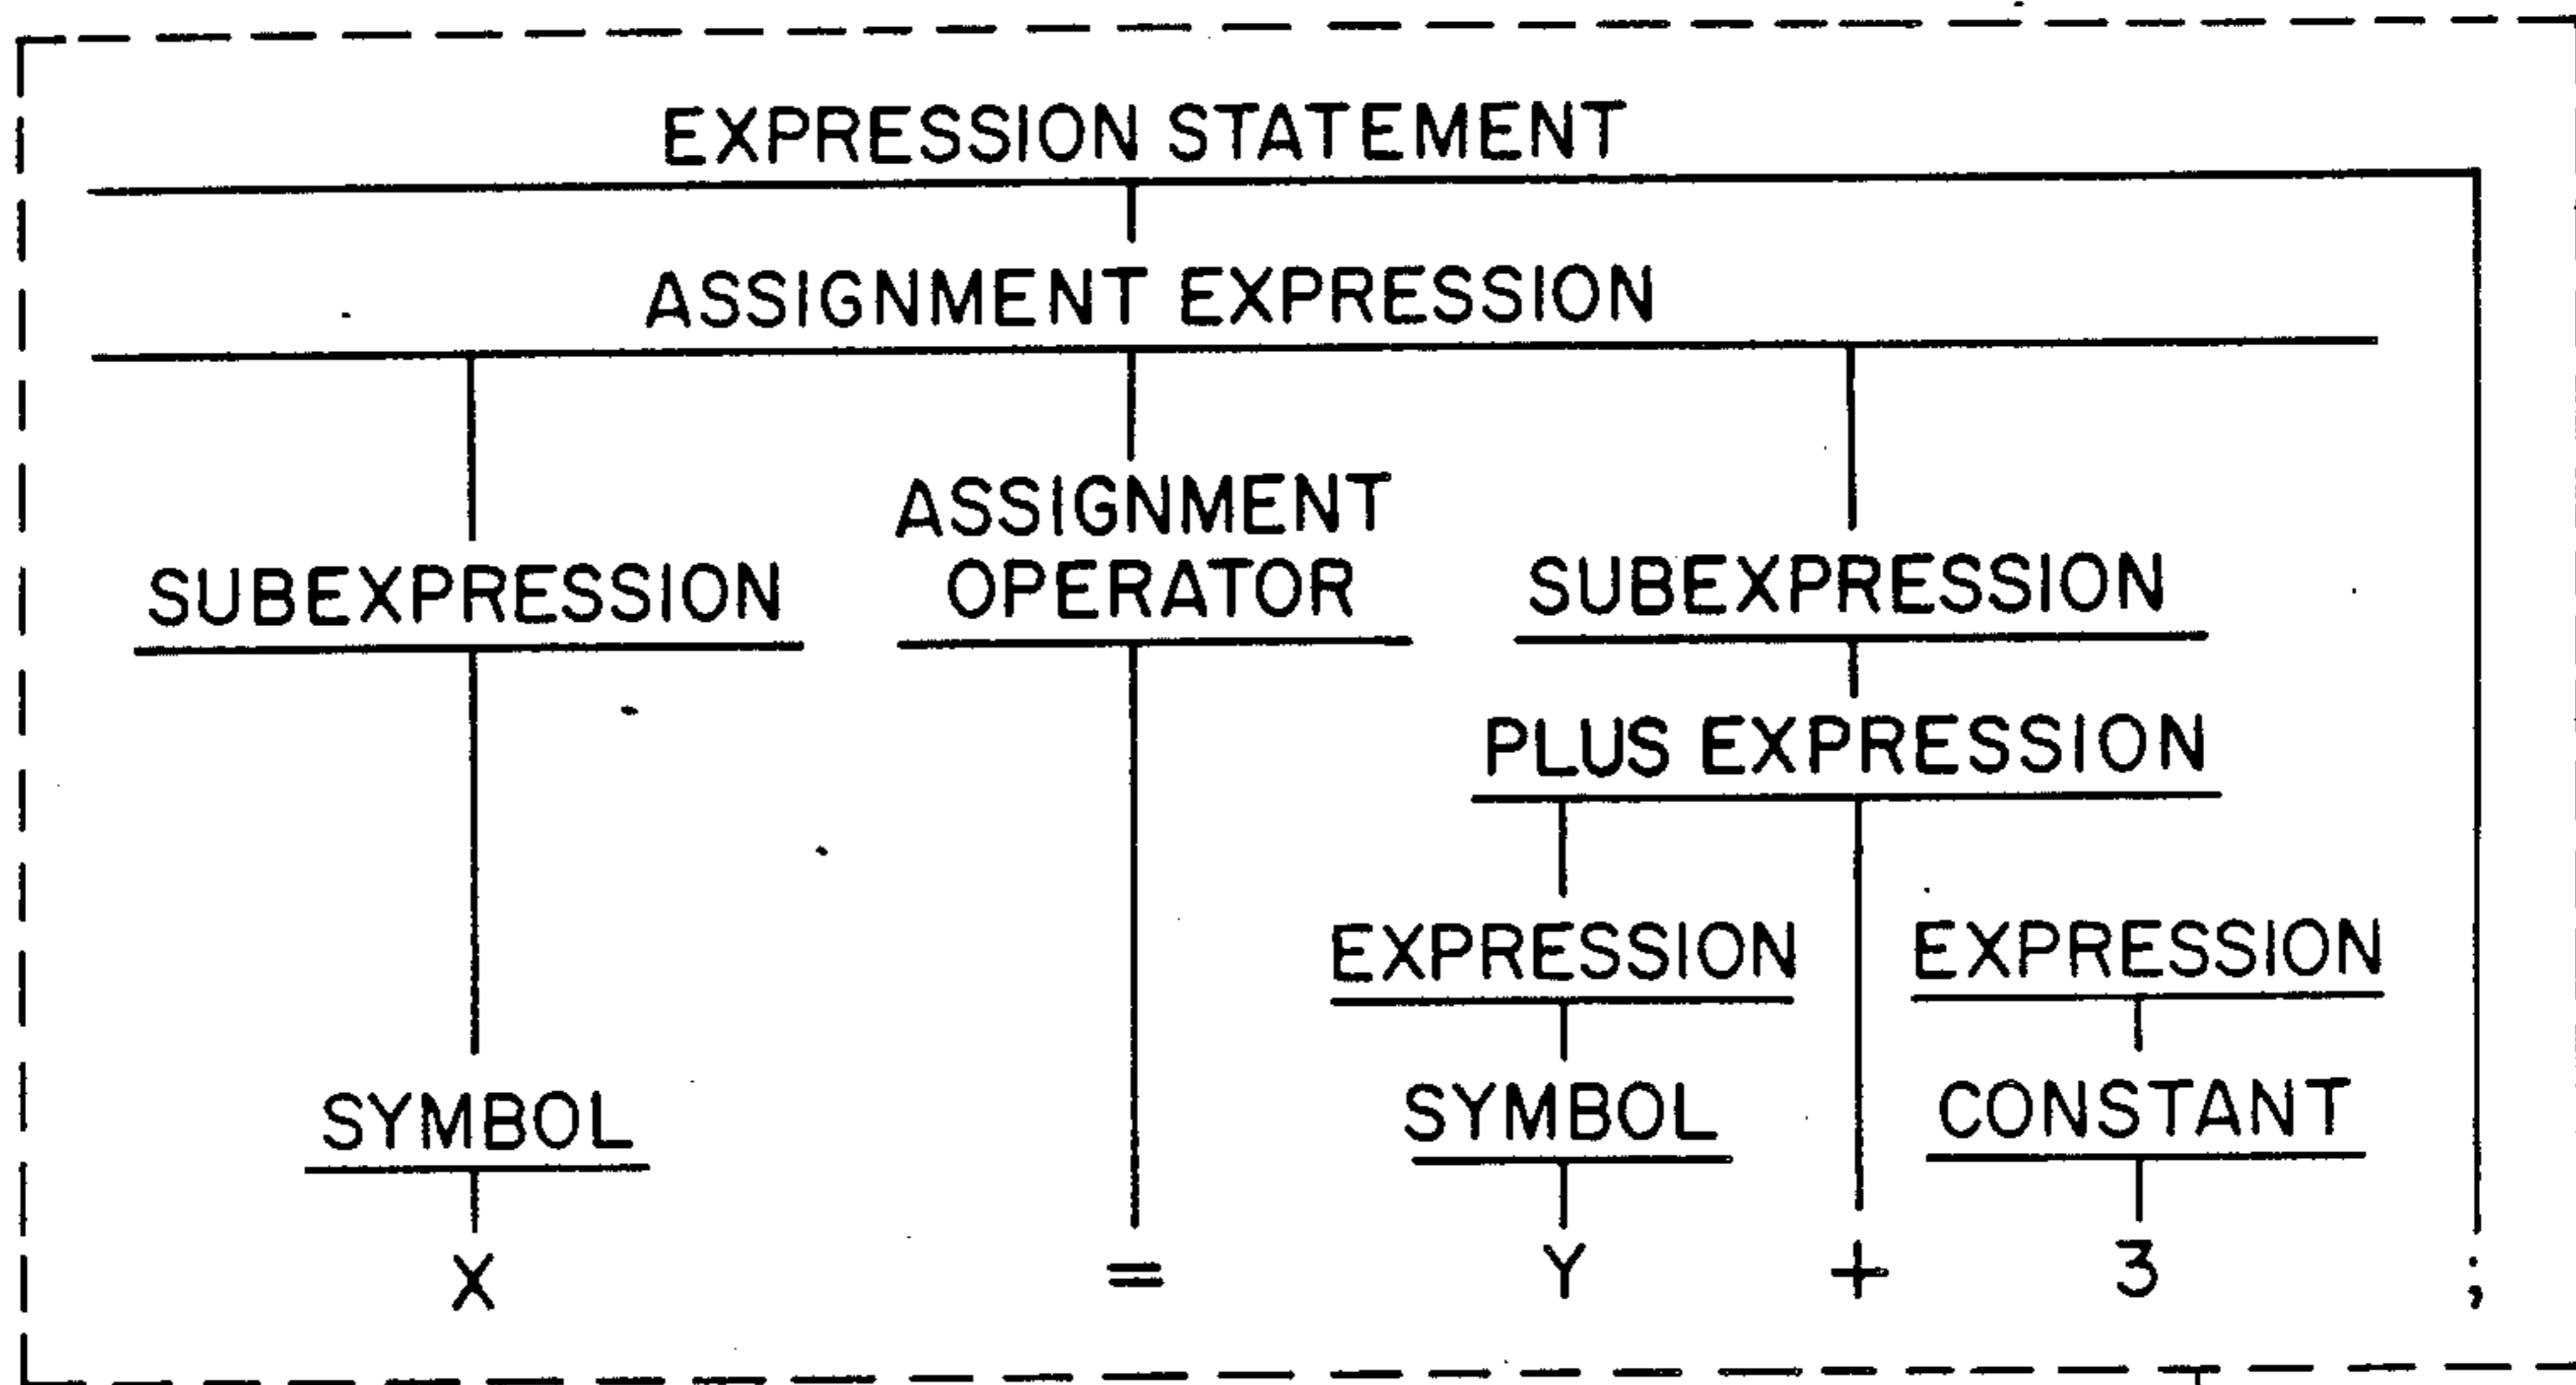 EXPRESSION STATEMENT
ASSIGNMENT EXPRESSION
ASSIGNMENT
SUBEXPRESSION OPERATOR SUBEXPRESSION
PLUS EXPRESSION
EXPRESSION EXPRESSION
SYMBOL SYMBOL CONSTANT
X = Y + 3 ;